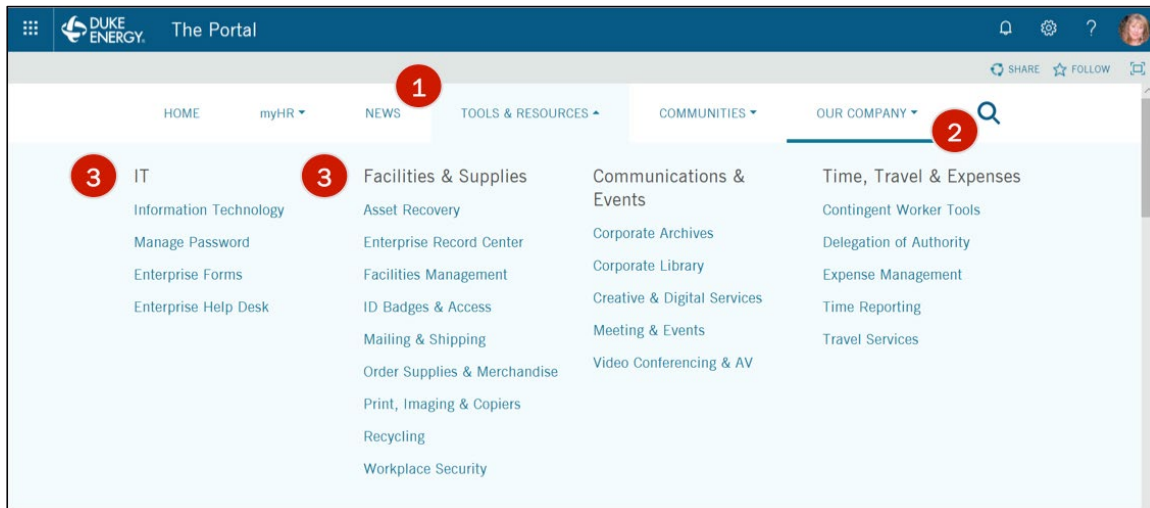 DUKE
ENERGY.
The Portal
?
SHARE FOLLOW
1
HOME myHR NEWS TOOLS & RESOURCES COMMUNITIES OUR COMPANY
2
3
IT
Information Technology
Manage Password
Enterprise Forms
Enterprise Help Desk
3
Facilities & Supplies
Asset Recovery
Enterprise Record Center
Facilities Management
ID Badges & Access
Mailing & Shipping
Order Supplies & Merchandise
Print, Imaging & Copiers
Recycling
Workplace Security
Communications &
Events
Corporate Archives
Corporate Library
Creative & Digital Services
Meeting & Events
Video Conferencing & AV
Time, Travel & Expenses
Contingent Worker Tools
Delegation of Authority
Expense Management
Time Reporting
Travel Services